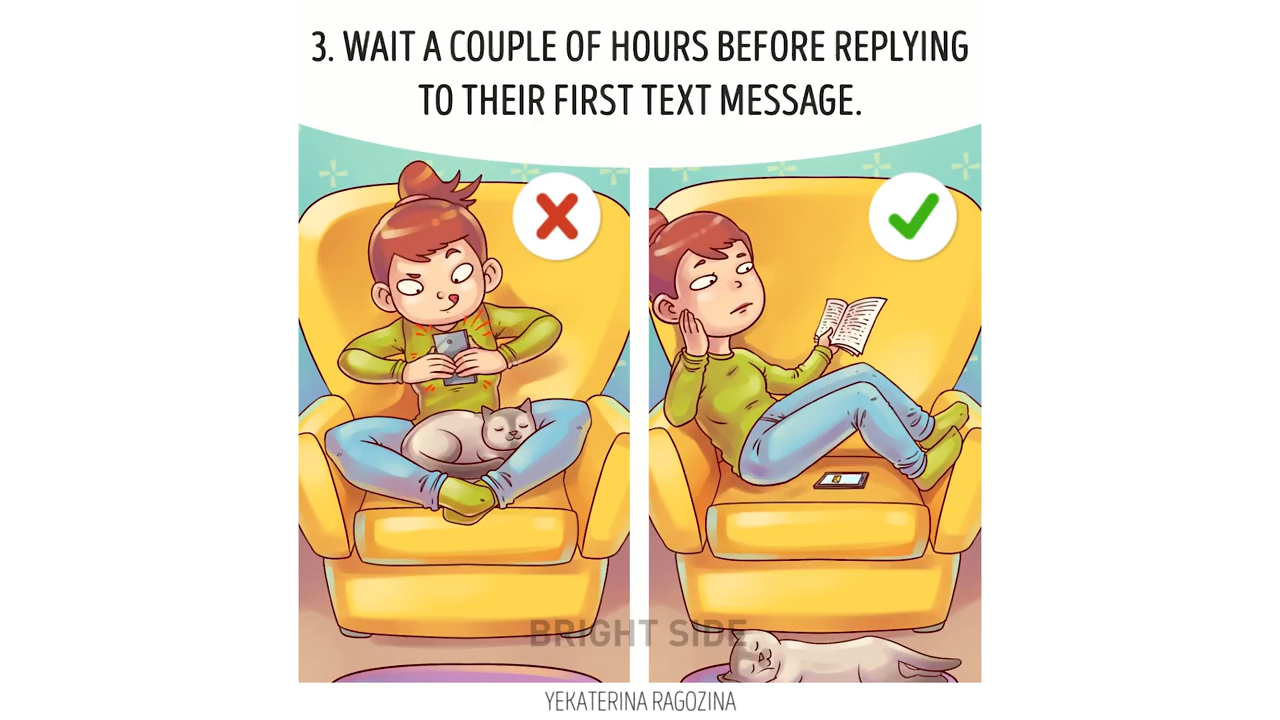 3. WAIT A COUPLE OF HOURS BEFORE REPLYING
TO THEIR FIRST TEXT MESSAGE.
BRIGHT SIDE
YEKATERINA RAGOZINA